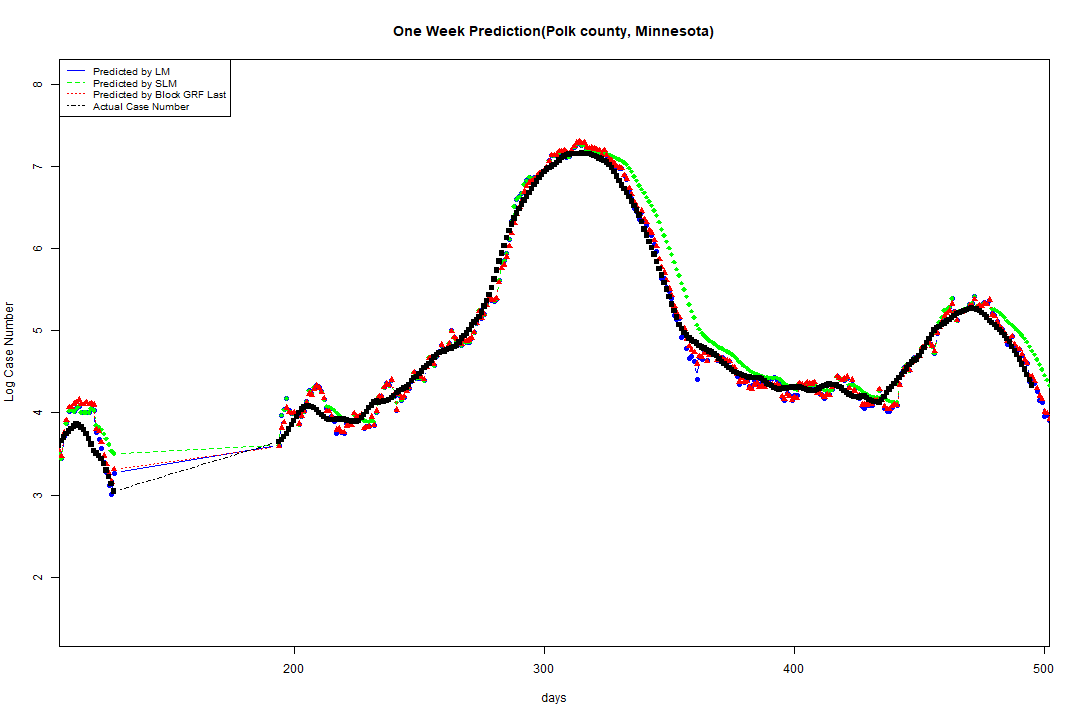 One Week Prediction(Polk county, Minnesota)
Predicted by LM
Predicted by SLM
Predicted by Block GRF Last
Actual Case Number
8
7
6
5
4
3
2
Log Case Number
200 300 400 500
days